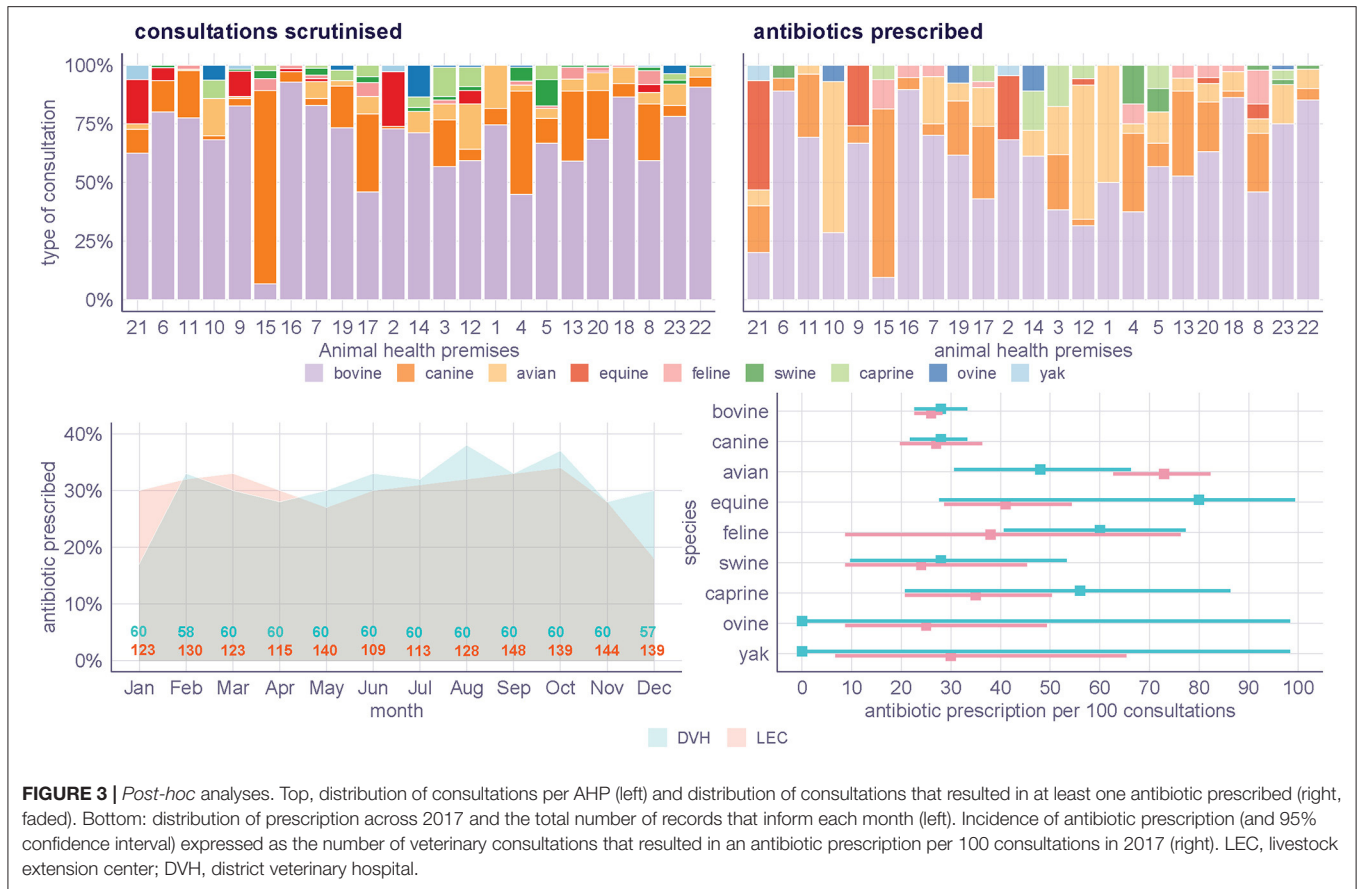 consultations scrutinised
antibiotics prescribed
type of consultation
100%
75%
50%
25%
0%
21 6 11 10 9 15 16 7 19 17 2 14 3 12 1 4 5 13 20 18 8 23 22
Animal health premises
100%
75%
50%
25%
0%
21 6 11 10 9 15 16 7 19 17 2 14 3 12 1 4 5 13 20 18 8 23 22
animal health premises
bovine canine avian equine feline swine caprine ovine yak
antibiotic prescribed
40%
30%
20%
10%
0%
60 58 60 60 60 60 60 60 60 60 60 57
123 130 123 115 140 109 113 128 148 139 144 139
Jan Feb Mar Apr May Jun Jul Aug Sep Oct Nov Dec
month
species
bovine
canine
avian
equine
feline
swine
caprine
ovine
yak
0 10 20 30 40 50 60 70 80 90 100
antibiotic prescription per 100 consultations
DVH LEC
FIGURE 3 | Post-hoc analyses. Top, distribution of consultations per AHP (left) and distribution of consultations that resulted in at least one antibiotic prescribed (right,
faded). Bottom: distribution of prescription across 2017 and the total number of records that inform each month (left). Incidence of antibiotic prescription (and 95%
confidence interval) expressed as the number of veterinary consultations that resulted in an antibiotic prescription per 100 consultations in 2017 (right). LEC, livestock
extension center; DVH, district veterinary hospital.